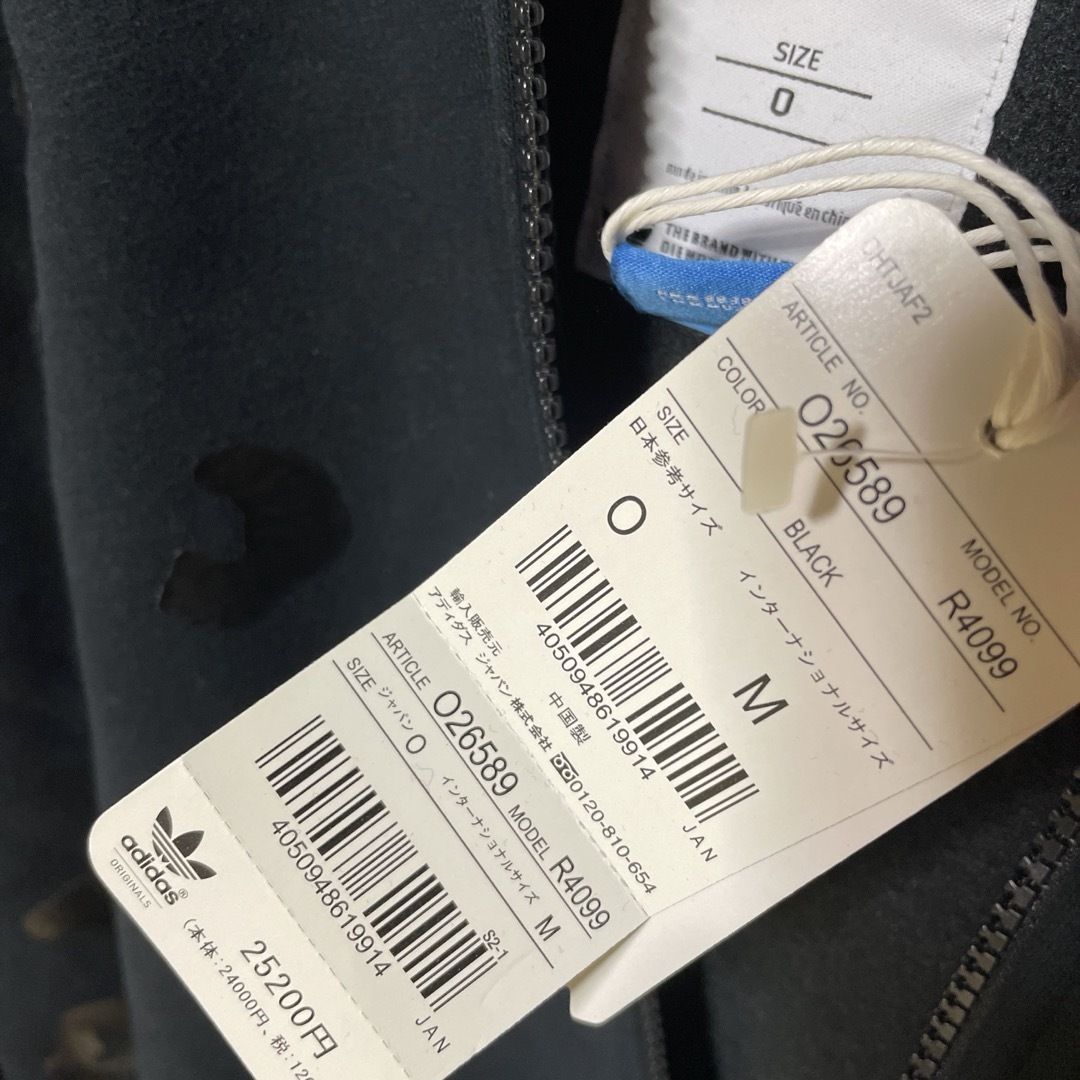 SIZE
O
THE BRAND WITH
CHTJAF2
ARTICLE NO.
O26589
MODEL NO.
R4099
COLOR
BLACK
SIZE
日本参考サイズ
O
インターナショナルサイズ
M
4050948619914
JAN
輸入販売元
アディダス ジャパン株式会社
中国製
0120-810-654
ARTICLE O26589 MODEL R4099
SIZE ジャパン O インターナショナルサイズ M
S2-1
4050948619914
JAN
adidas®
ORIGINALS
25200円
(本体:24000円、税:12